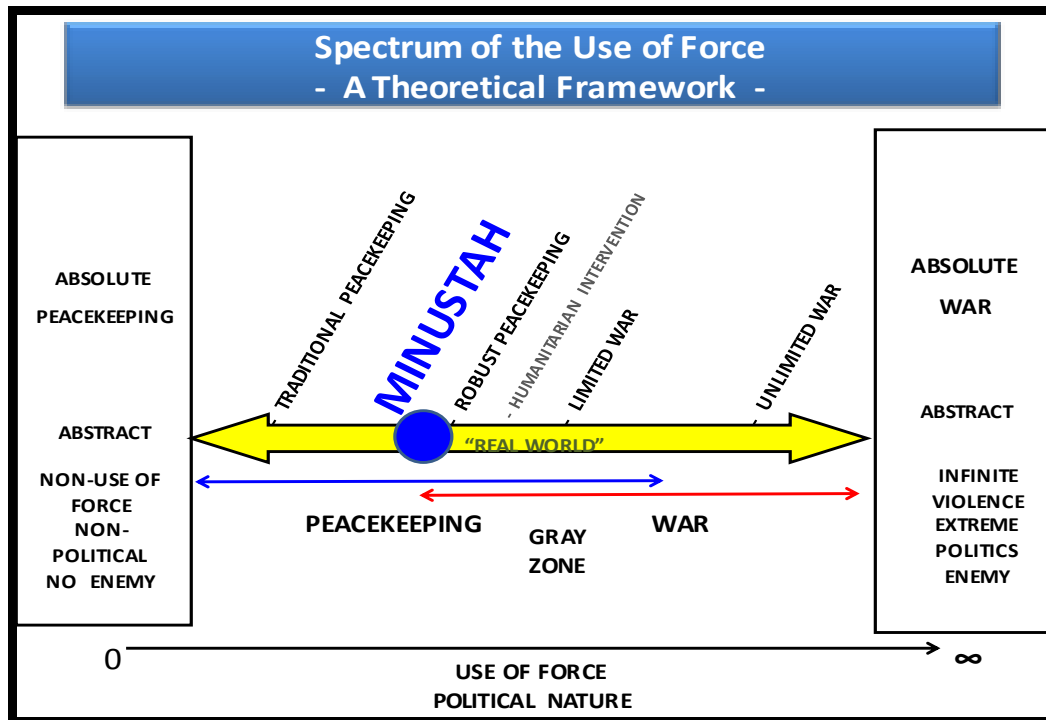 Spectrum of the Use of Force
- A Theoretical Framework -
ABSOLUTE
PEACEKEEPING
ABSTRACT
NON-USE OF
FORCE
NON-
POLITICAL
NO ENEMY
- TRADITIONAL PEACEKEEPING
MINUSTAH
- ROBUST PEACEKEEPING
- HUMANITARIAN INTERVENTION
- LIMITED WAR
- UNLIMITED WAR
“REAL WORLD”
PEACEKEEPING
GRAY
ZONE
WAR
ABSOLUTE
WAR
ABSTRACT
INFINITE
VIOLENCE
EXTREME
POLITICS
ENEMY
0
∞
USE OF FORCE
POLITICAL NATURE